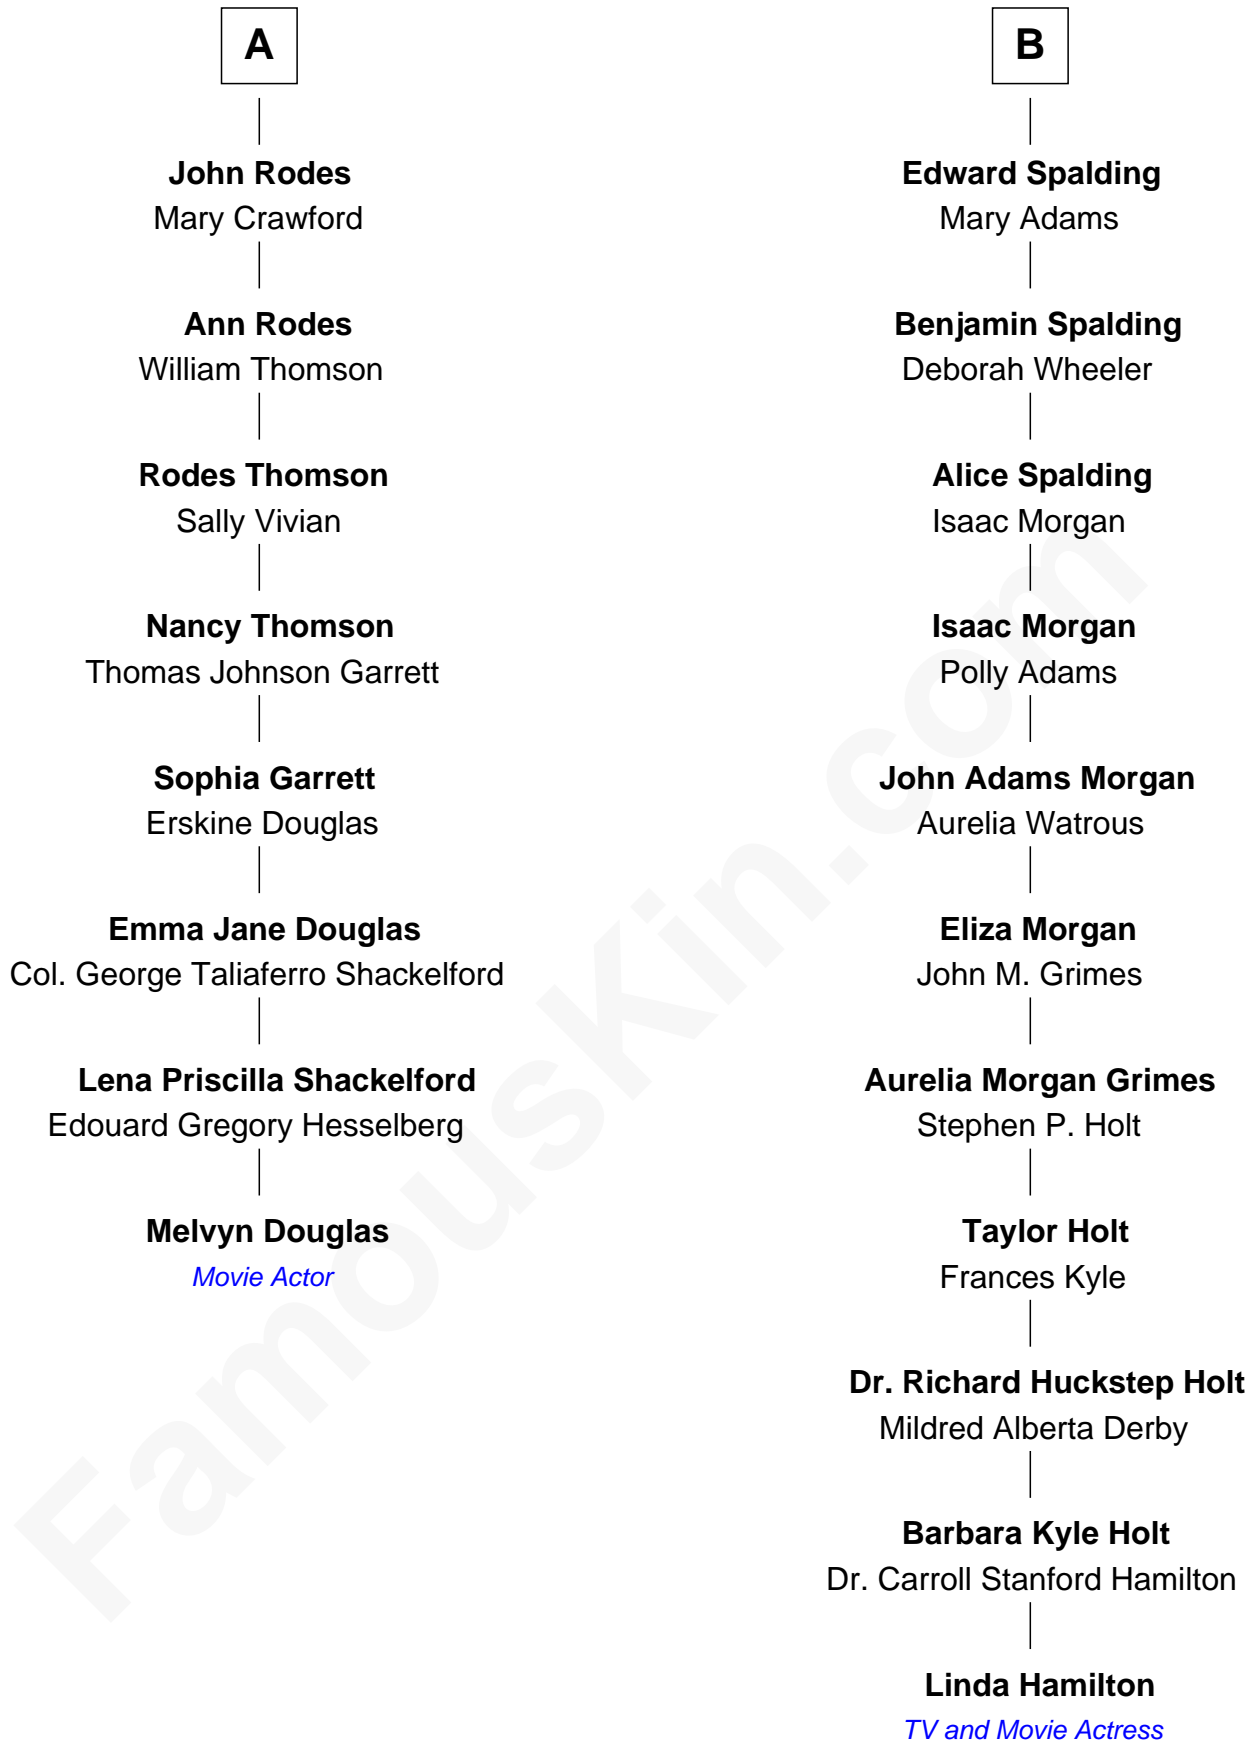 A
John Rodes
Mary Crawford
Ann Rodes
William Thomson
Rodes Thomson
Sally Vivian
Nancy Thomson
Thomas Johnson Garrett
Sophia Garrett
Erskine Douglas
Emma Jane Douglas
Col. George Taliaferro Shackelford
Lena Priscilla Shackelford
Edouard Gregory Hesselberg
Melvyn Douglas
Movie Actor
B
Edward Spalding
Mary Adams
Benjamin Spalding
Deborah Wheeler
Alice Spalding
Isaac Morgan
Isaac Morgan
Polly Adams
John Adams Morgan
Aurelia Watrous
Eliza Morgan
John M. Grimes
Aurelia Morgan Grimes
Stephen P. Holt
Taylor Holt
Frances Kyle
Dr. Richard Huckstep Holt
Mildred Alberta Derby
Barbara Kyle Holt
Dr. Carroll Stanford Hamilton
Linda Hamilton
TV and Movie Actress
FamousKin.com